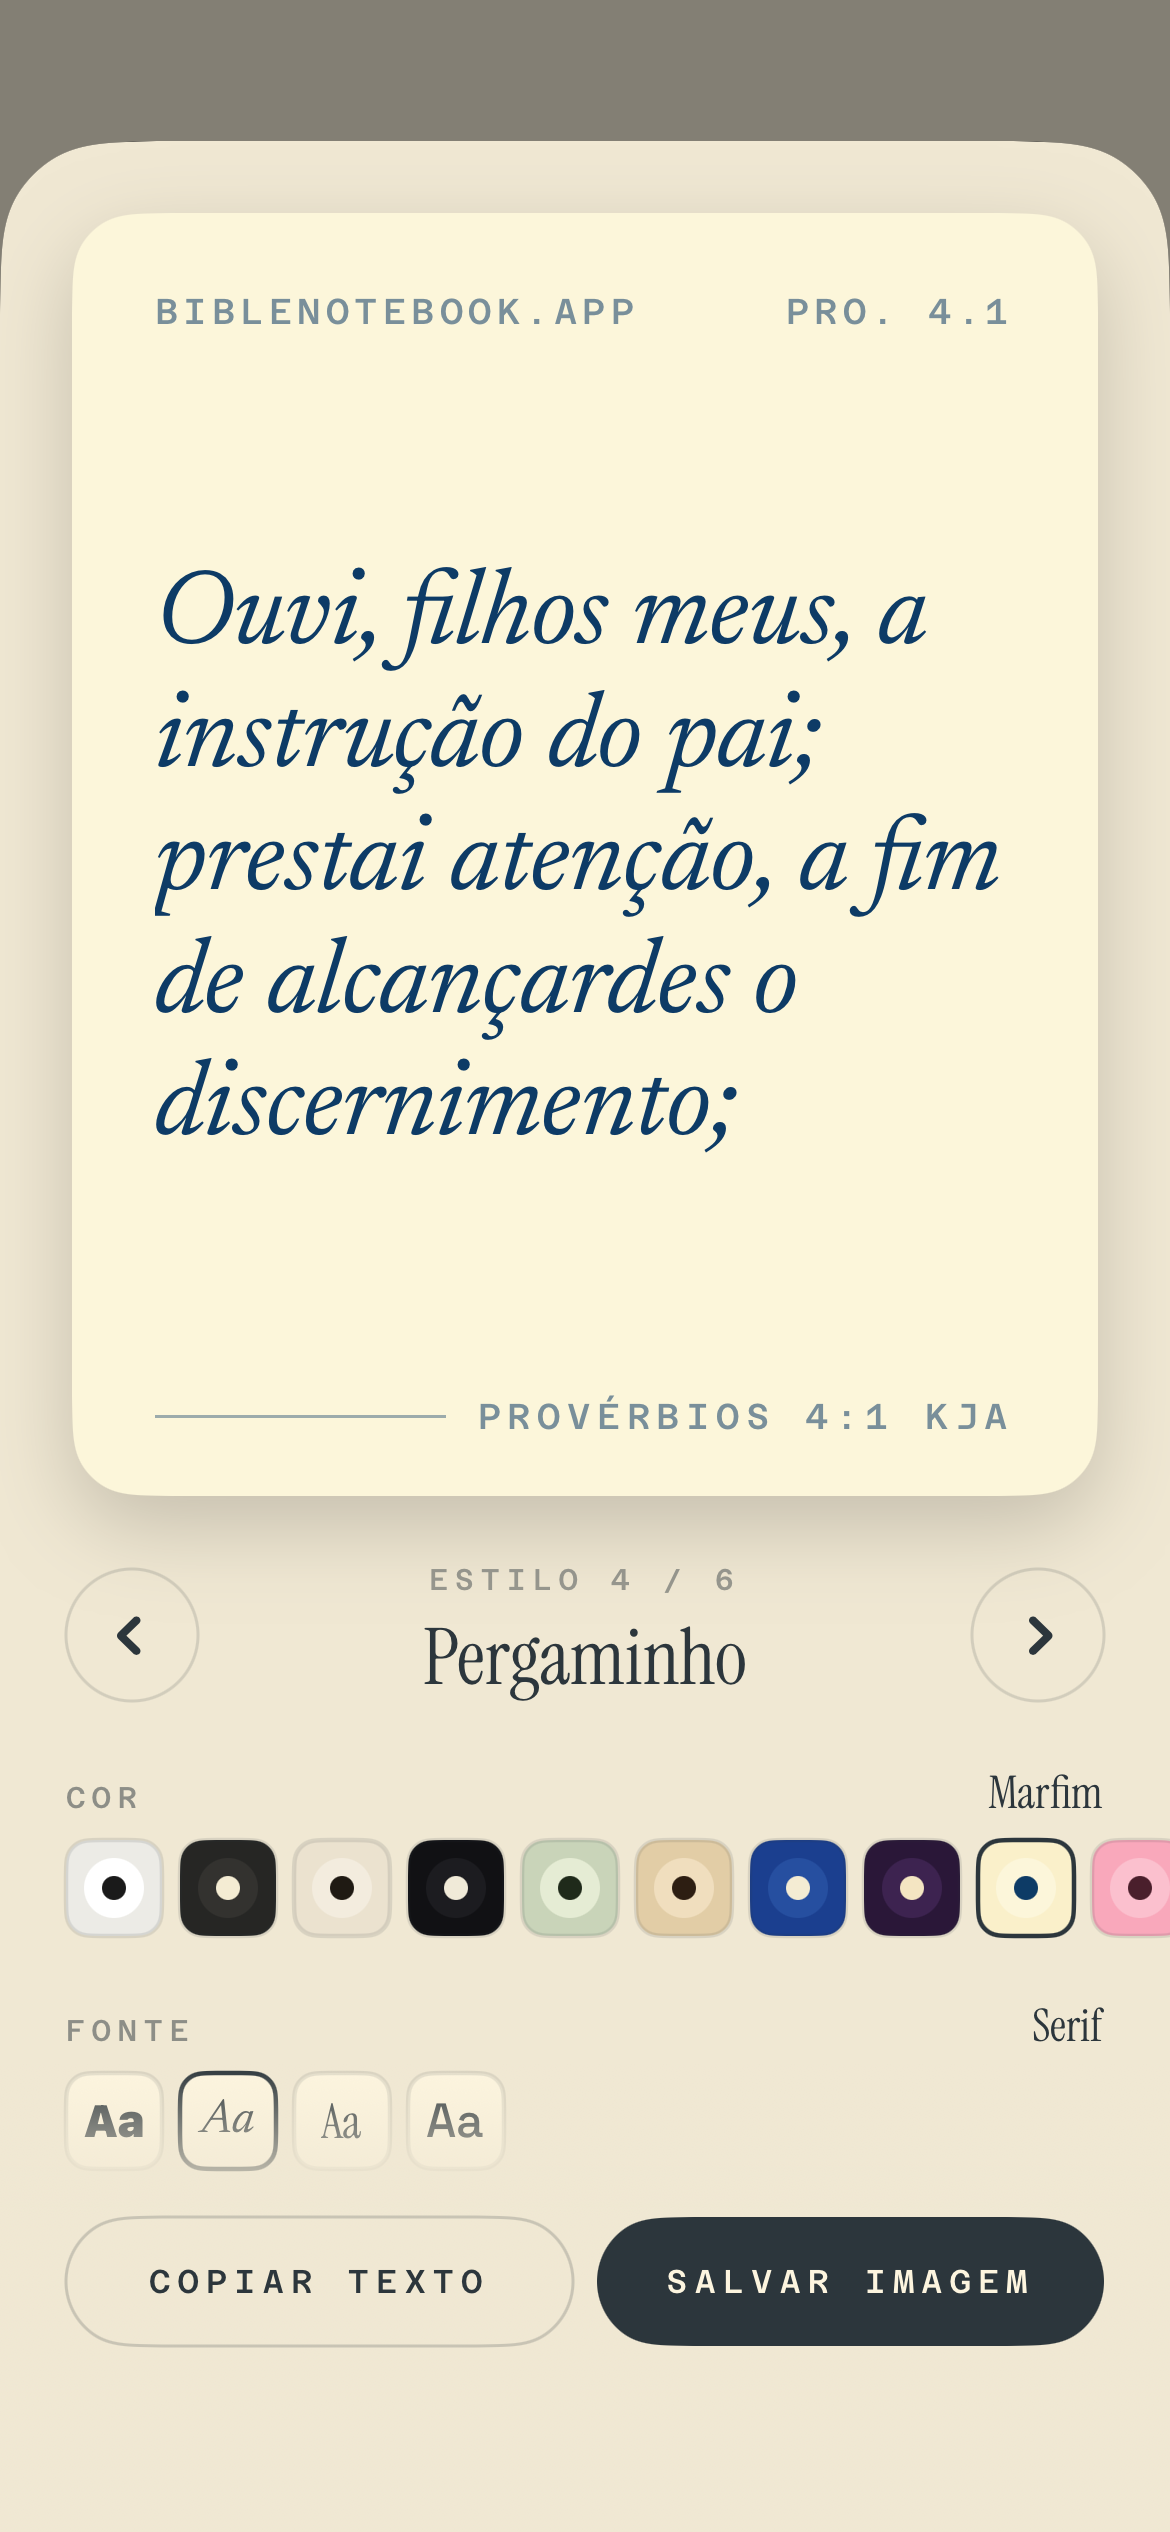 BIBLENOTEBOOK.APP PRO. 4.1
Ouvi, filhos meus, a
instrução do pai;
prestai atenção, a fim
de alcançardes o
discernimento;
PROVÉRBIOS 4:1 KJA
ESTILO 4 / 6
Pergaminho
COR Marfim
FONTE Serif
Aa Aa Aa Aa
COPIAR TEXTO SALVAR IMAGEM